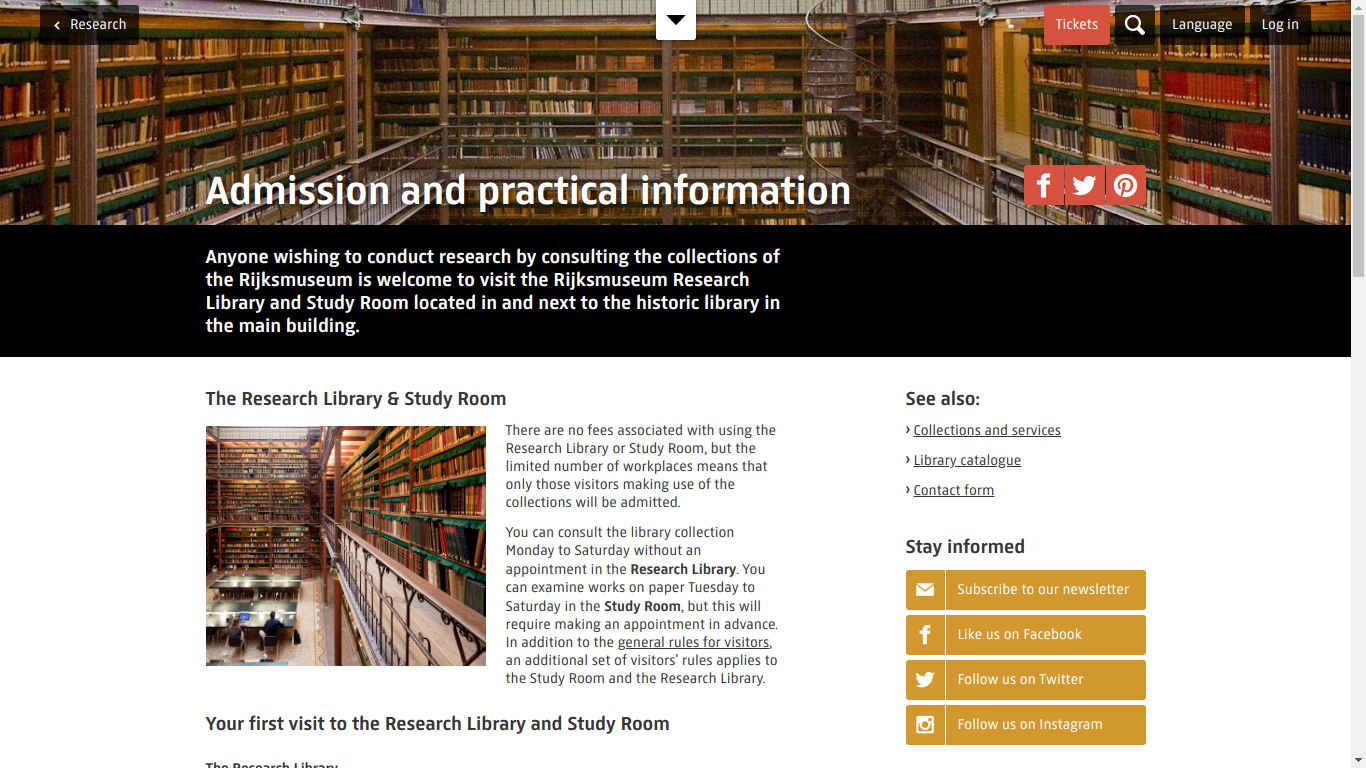 Research
Tickets
Language
Log in
Admission and practical information
Anyone wishing to conduct research by consulting the collections of
the Rijksmuseum is welcome to visit the Rijksmuseum Research
Library and Study Room located in and next to the historic library in
the main building.
The Research Library & Study Room
There are no fees associated with using the
Research Library or Study Room, but the
limited number of workplaces means that
only those visitors making use of the
collections will be admitted.
You can consult the library collection
Monday to Saturday without an
appointment in the Research Library. You
can examine works on paper Tuesday to
Saturday in the Study Room, but this will
require making an appointment in advance.
In addition to the general rules for visitors,
an additional set of visitors' rules applies to
the Study Room and the Research Library.
Your first visit to the Research Library and Study Room
The Research Library
See also:
Collections and services
Library catalogue
Contact form
Stay informed
Subscribe to our newsletter
Like us on Facebook
Follow us on Twitter
Follow us on Instagram